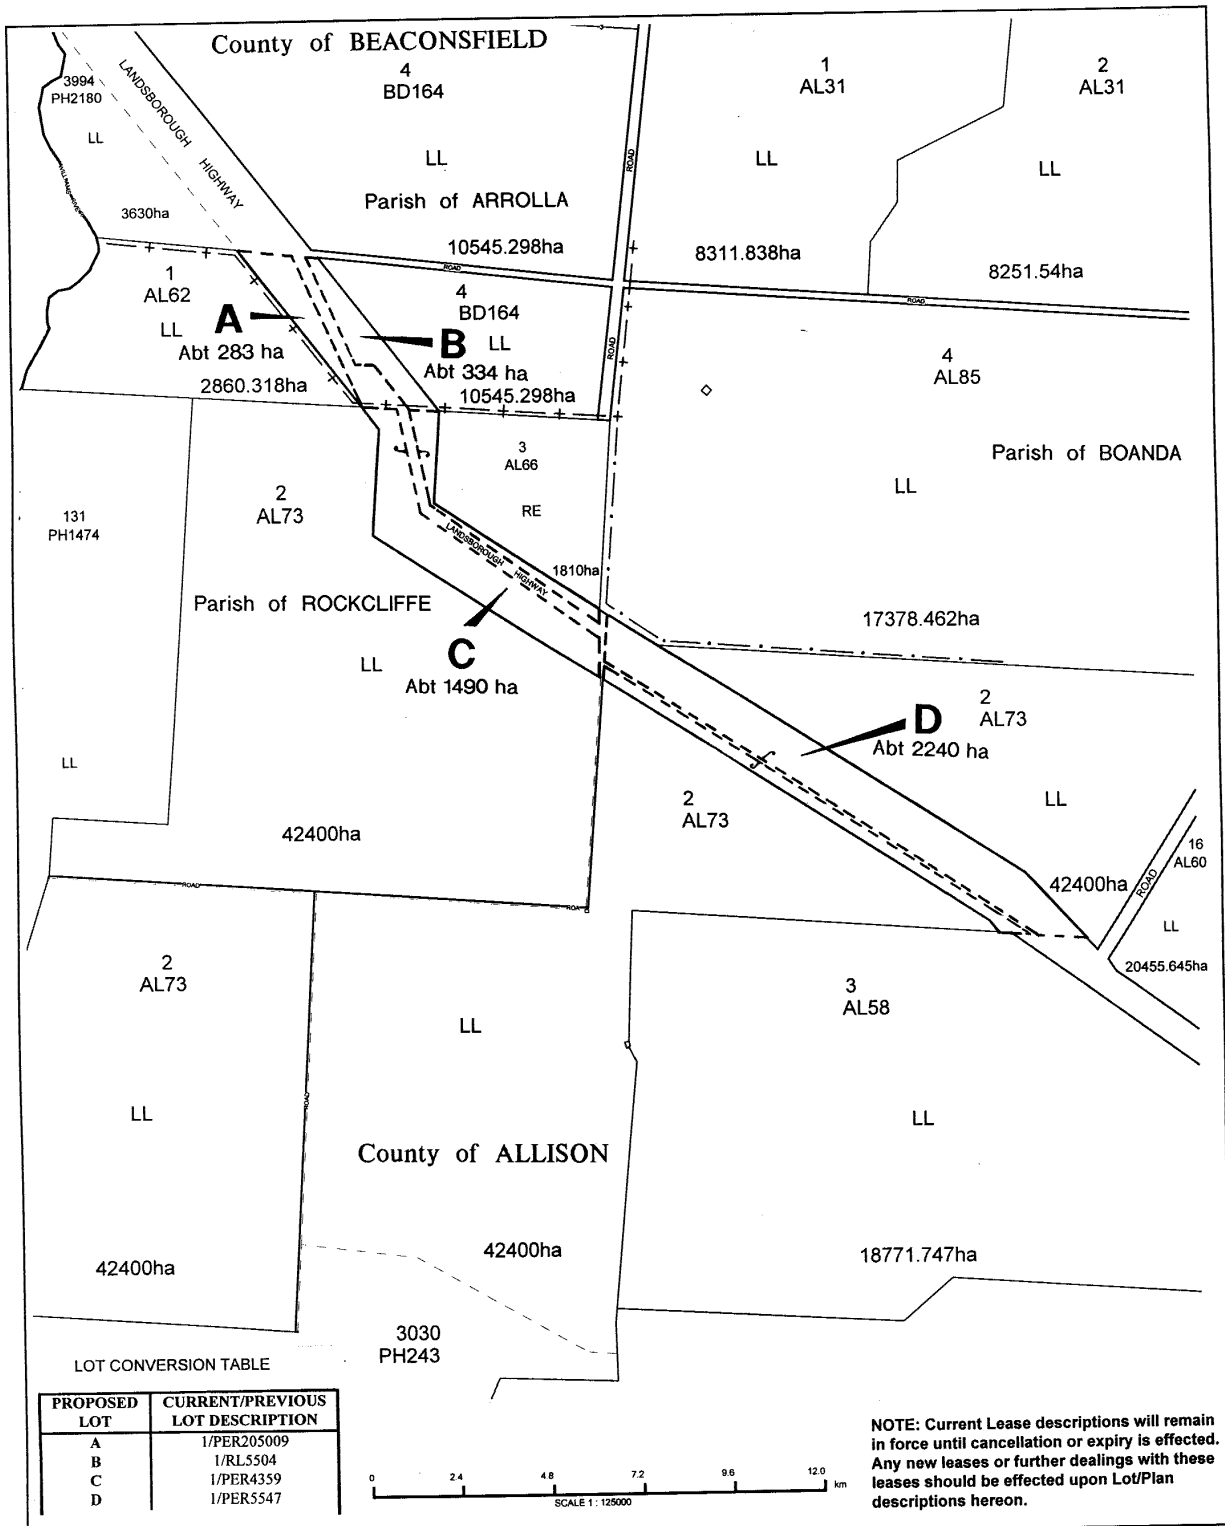 County of BEACONSFIELD
3994
PH2180
LL
3630ha
LANDSBOROUGH HIGHWAY
4
BD164
LL
Parish of ARROLLA
10545.298ha
ROAD
ROAD
1
AL31
LL
8311.838ha
2
AL31
LL
8251.54ha
ROAD
1
AL62
LL
A
Abt 283 ha
2860.318ha
4
BD164
LL
B
Abt 334 ha
10545.298ha
ROAD
4
AL85
Parish of BOANDA
LL
17378.462ha
3
AL66
RE
1810ha
LANDSBOROUGH HIGHWAY
131
PH1474
LL
2
AL73
Parish of ROCKCLIFFE
LL
C
Abt 1490 ha
42400ha
D
Abt 2240 ha
2
AL73
LL
42400ha
2
AL73
16
AL60
ROAD
LL
20455.645ha
ROAD
ROA
2
AL73
LL
42400ha
ROAD
LL
County of ALLISON
42400ha
3
AL58
LL
18771.747ha
3030
PH243
LOT CONVERSION TABLE
PROPOSED LOT CURRENT/PREVIOUS LOT DESCRIPTION
A 1/PER205009
B 1/RL5504
C 1/PER4359
D 1/PER5547
0 2.4 4.8 7.2 9.6 12.0 km
SCALE 1 : 125000
NOTE: Current Lease descriptions will remain
in force until cancellation or expiry is effected.
Any new leases or further dealings with these
leases should be effected upon Lot/Plan
descriptions hereon.